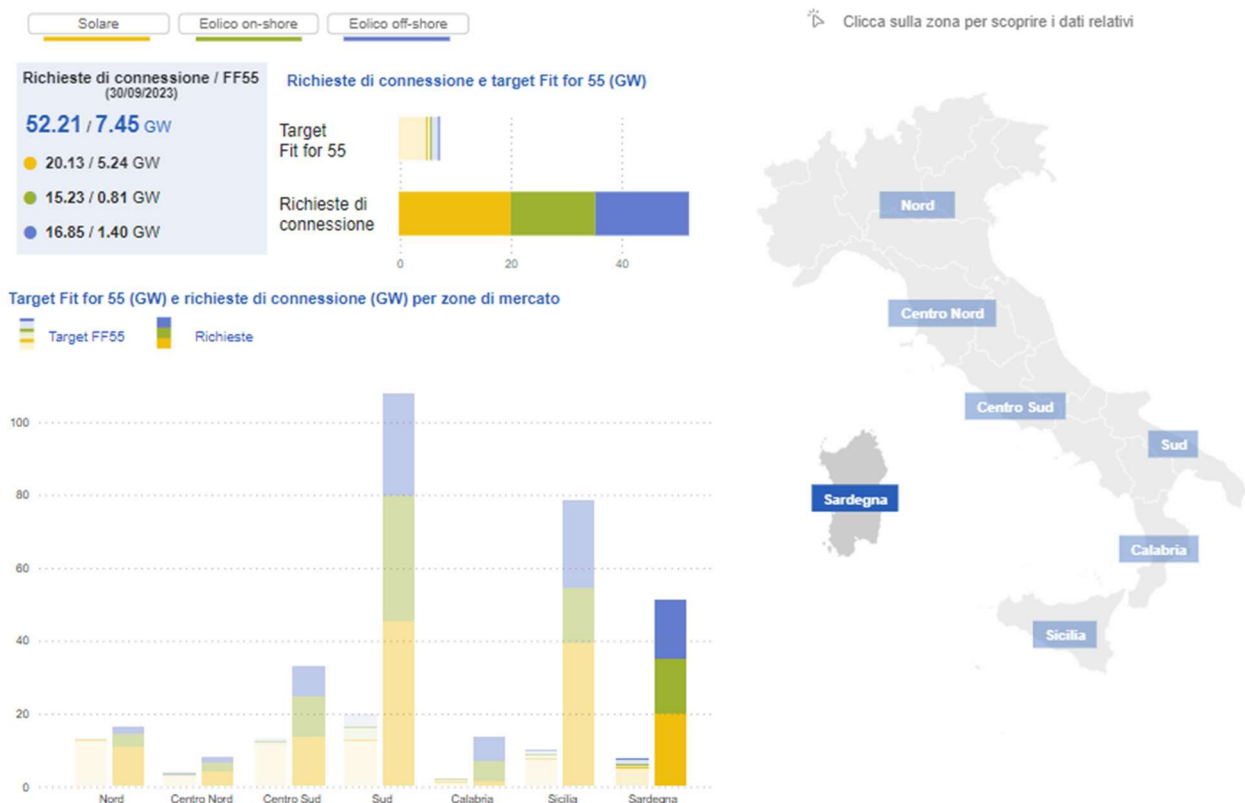 Solare
Eolico on-shore
Eolico off-shore
Clicca sulla zona per scoprire i dati relativi
Richieste di connessione / FF55
(30/09/2023)
52.21 / 7.45 GW
20.13 / 5.24 GW
15.23 / 0.81 GW
16.85 / 1.40 GW
Richieste di connessione e target Fit for 55 (GW)
Target
Fit for 55
Richieste di
connessione
0
20
40
Target Fit for 55 (GW) e richieste di connessione (GW) per zone di mercato
Target FF55
Richieste
100
80
60
40
20
0
Nord
Centro Nord
Centro Sud
Sud
Calabria
Sicilia
Sardegna
Nord
Centro Nord
Centro Sud
Sud
Sardegna
Calabria
Sicilia